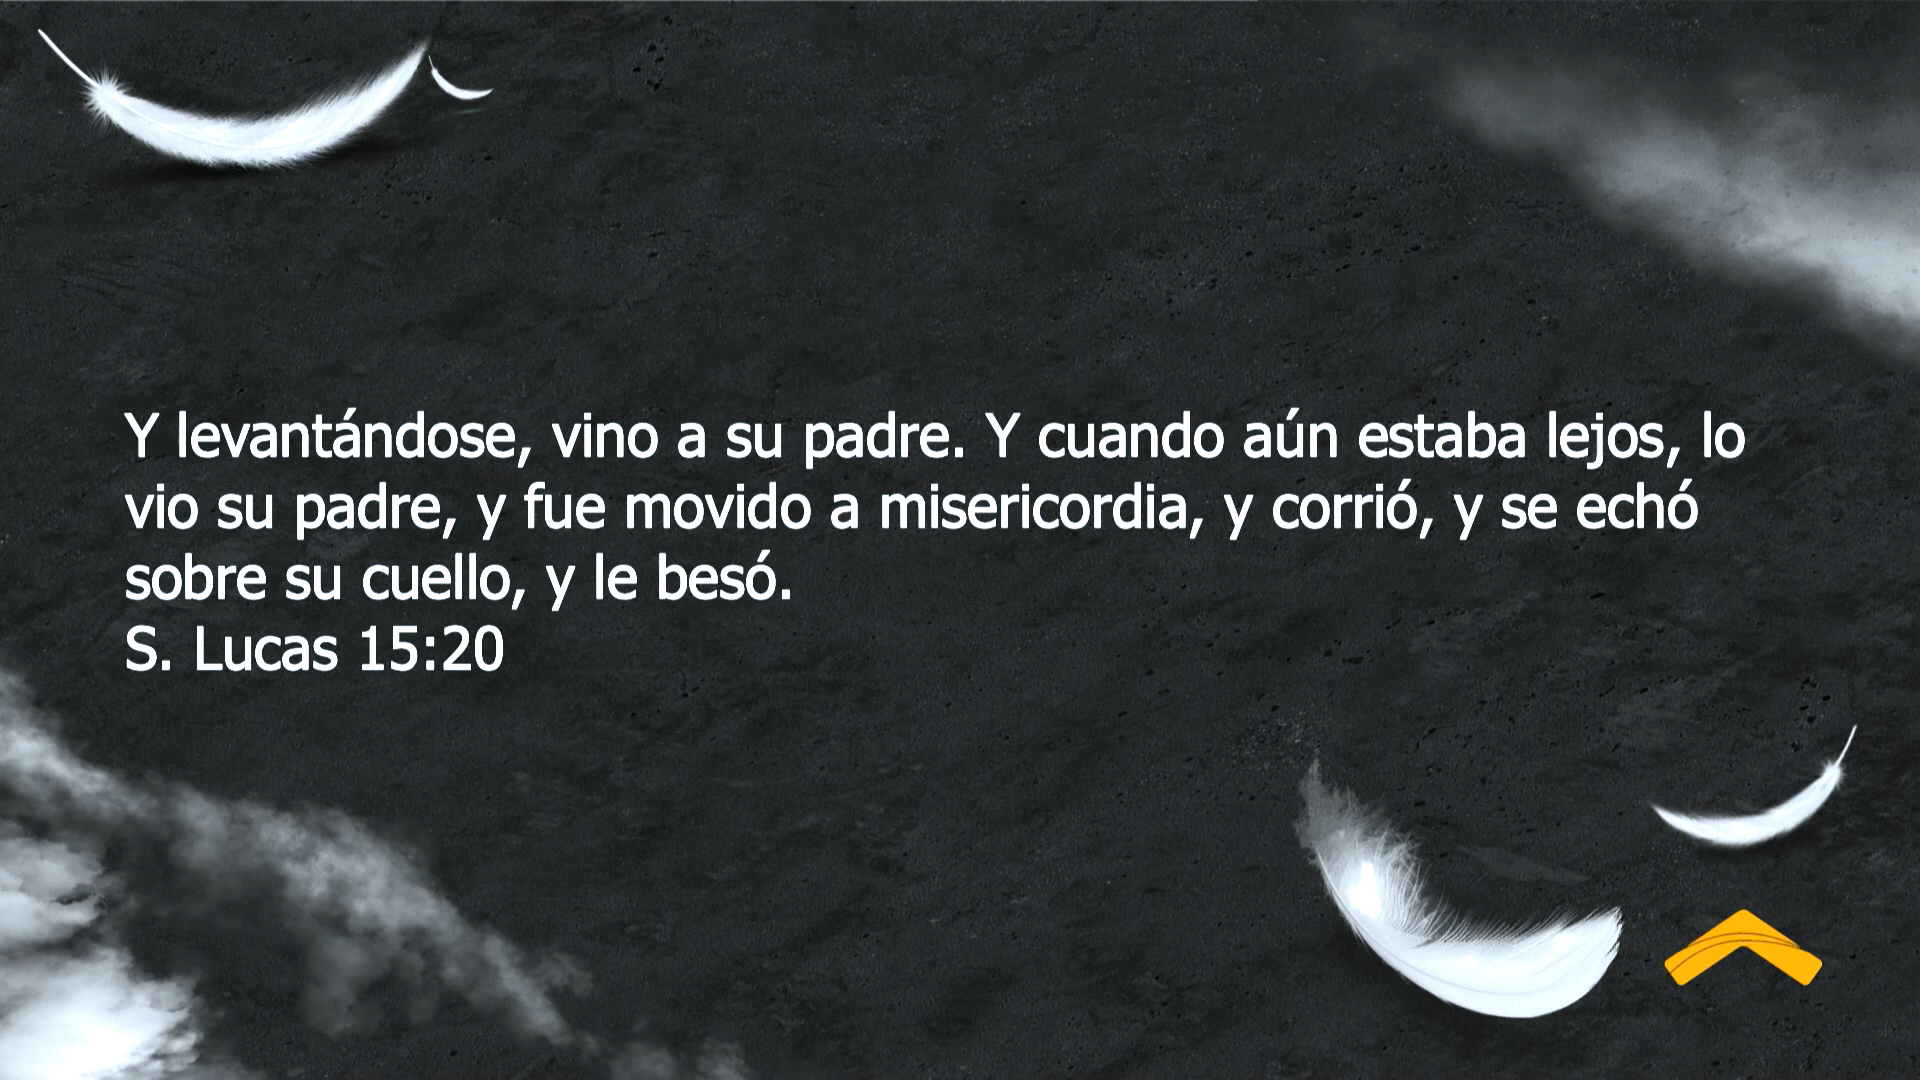 Y levantándose, vino a su padre. Y cuando aún estaba lejos, lo
vio su padre, y fue movido a misericordia, y corrió, y se echó
sobre su cuello, y le besó.
S. Lucas 15:20